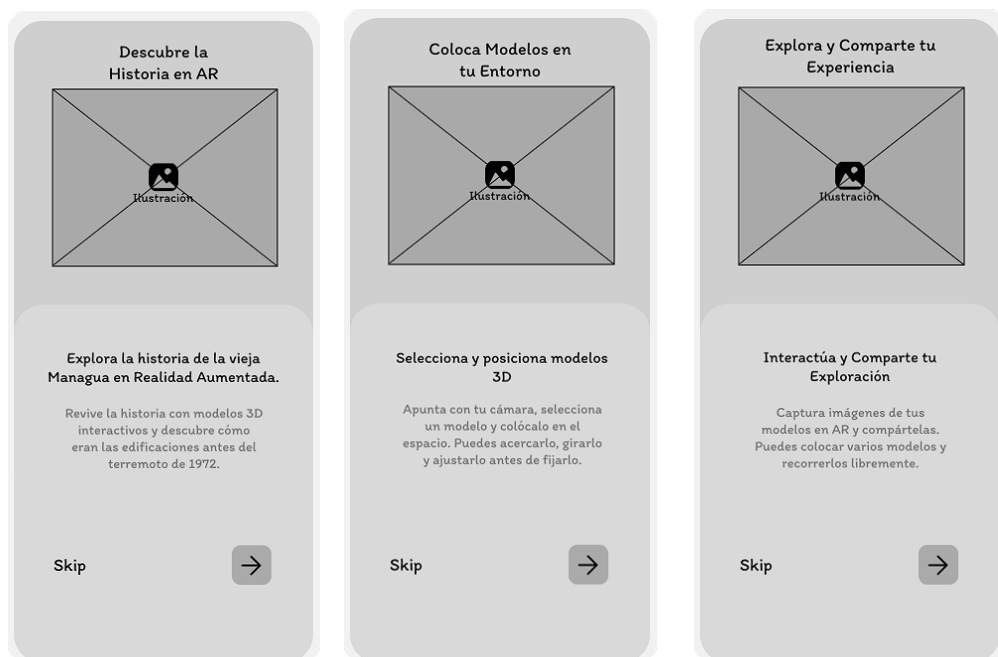 Descubre la
Historia en AR
Ilustración
Explora la historia de la vieja
Managua en Realidad Aumentada.
Revive la historia con modelos 3D
interactivos y descubre cómo
eran las edificaciones antes del
terremoto de 1972.
Skip
Coloca Modelos en
tu Entorno
Ilustración
Selecciona y posiciona modelos
3D
Apunta con tu cámara, selecciona
un modelo y colócalo en el
espacio. Puedes acercarlo, girarlo
y ajustarlo antes de fijarlo.
Skip
Explora y Comparte tu
Experiencia
Ilustración
Interactúa y Comparte tu
Exploración
Captura imágenes de tus
modelos en AR y compártelas.
Puedes colocar varios modelos y
recorrerlos libremente.
Skip